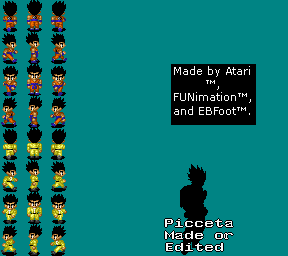 Made by Atari
™,
FUNimation™,
and EBFoot™.
Picceta
Made or
Edited